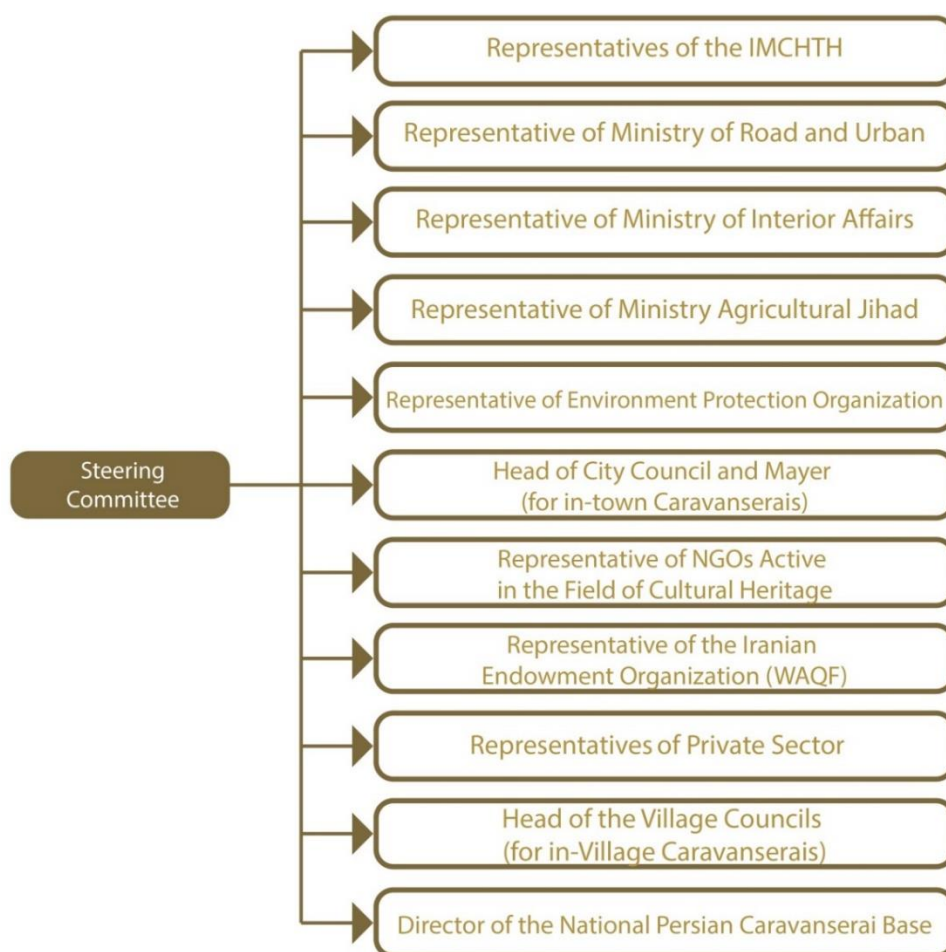 Representatives of the IMCHTH
Representative of Ministry of Road and Urban
Representative of Ministry of Interior Affairs
Representative of Ministry Agricultural Jihad
Representative of Environment Protection Organization
Steering
Committee
Head of City Council and Mayer
(for in-town Caravanserais)
Representative of NGOs Active
in the Field of Cultural Heritage
Representative of the Iranian
Endowment Organization (WAQF)
Representatives of Private Sector
Head of the Village Councils
(for in-Village Caravanserais)
Director of the National Persian Caravanserai Base